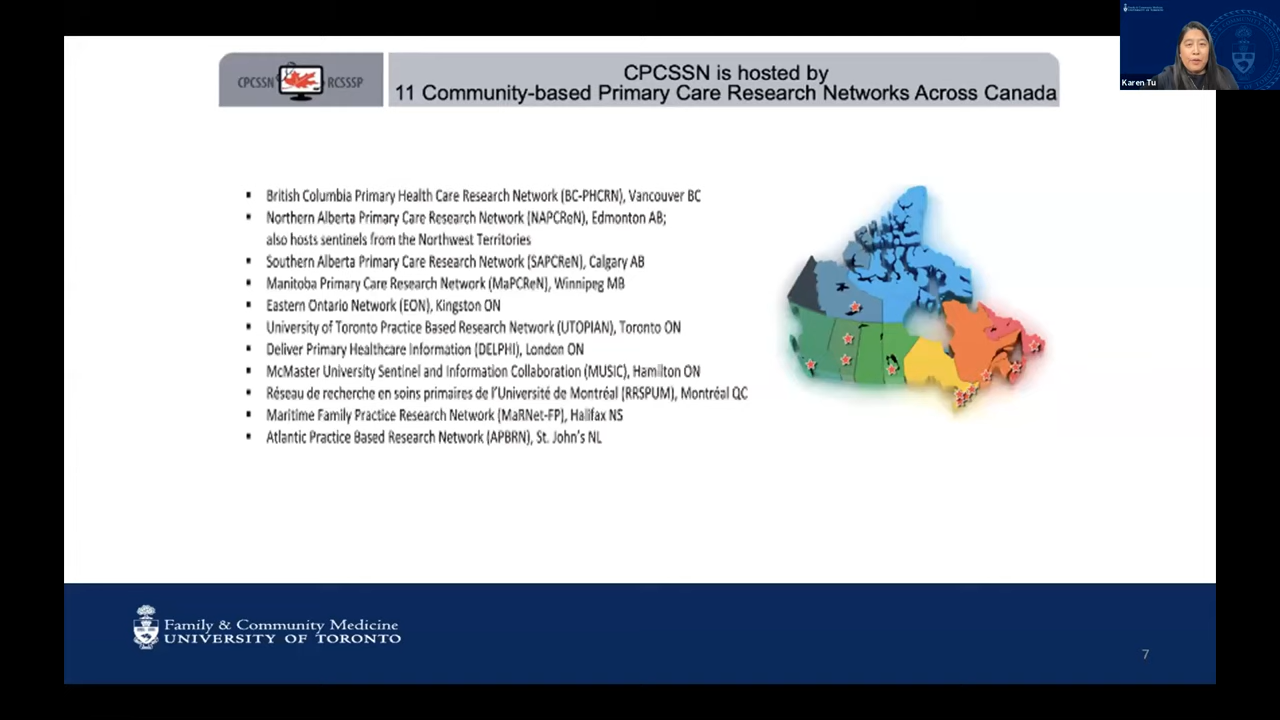 Family & Community Medicine
UNIVERSITY OF TORONTO
Karen Tu
CPCSSN RCSSSP
CPCSSN is hosted by
11 Community-based Primary Care Research Networks Across Canada
▪ British Columbia Primary Health Care Research Network (BC-PHCRN), Vancouver BC
▪ Northern Alberta Primary Care Research Network (NAPCReN), Edmonton AB;
also hosts sentinels from the Northwest Territories
▪ Southern Alberta Primary Care Research Network (SAPCReN), Calgary AB
▪ Manitoba Primary Care Research Network (MaPCReN), Winnipeg MB
▪ Eastern Ontario Network (EON), Kingston ON
▪ University of Toronto Practice Based Research Network (UTOPIAN), Toronto ON
▪ Deliver Primary Healthcare Information (DELPHI), London ON
▪ McMaster University Sentinel and Information Collaboration (MUSIC), Hamilton ON
▪ Réseau de recherche en soins primaires de l’Université de Montréal (RRSPUM), Montréal QC
▪ Maritime Family Practice Research Network (MaRNet-FP), Halifax NS
▪ Atlantic Practice Based Research Network (APBRN), St. John’s NL
Family & Community Medicine
UNIVERSITY OF TORONTO
7